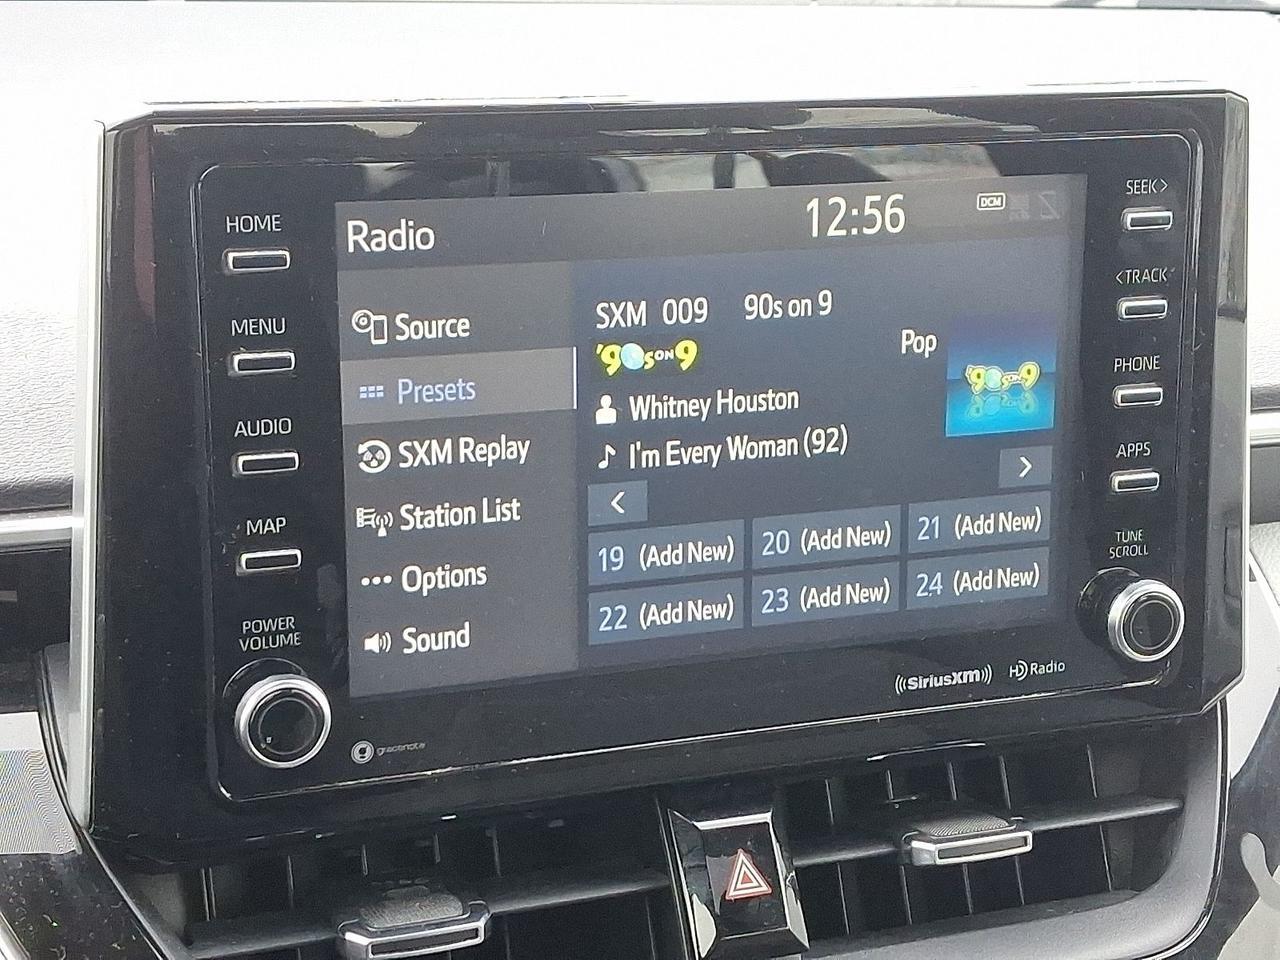 HOME
MENU
AUDIO
MAP
POWER
VOLUME
Radio
12:56
DCM
Source
Presets
SXM Replay
Station List
Options
Sound
SXM 009 90s on 9
'90s ON 9
Pop
'90s ON 9
Whitney Houston
I'm Every Woman (92)
<
>
19 (Add New)
20 (Add New)
21 (Add New)
22 (Add New)
23 (Add New)
24 (Add New)
SEEK>
<TRACK
PHONE
APPS
TUNE
SCROLL
gracenote
((SiriusXM))
HD Radio